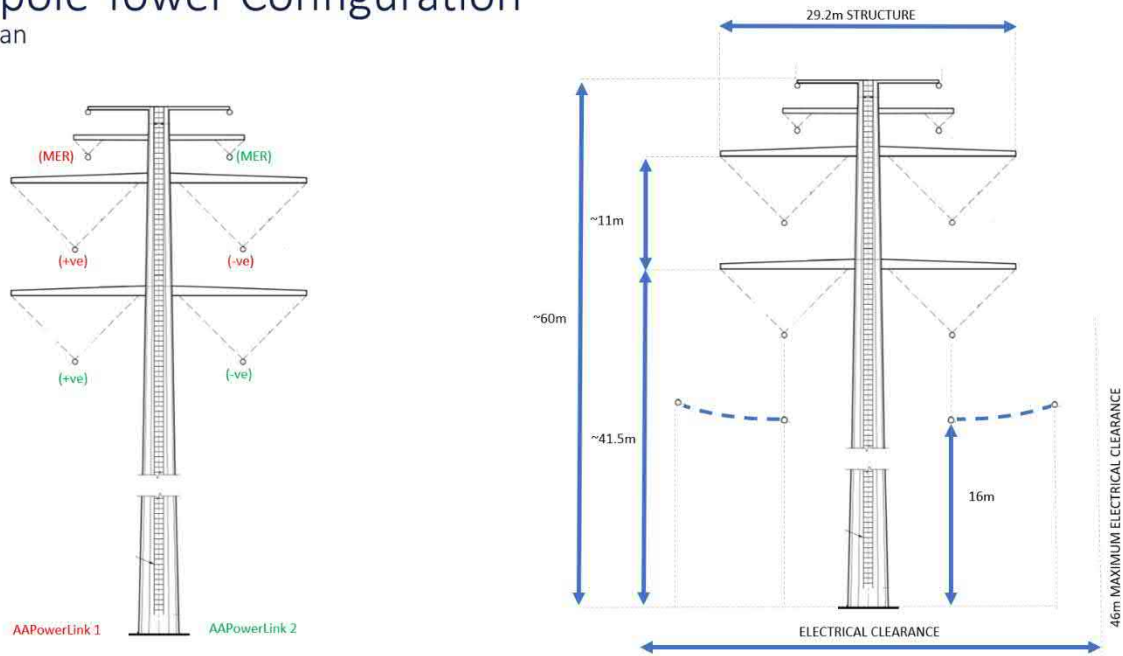 pole Tower Configuration
an
(MER)
(MER)
(+ve)
(-ve)
(+ve)
(-ve)
AAPowerLink 1
AAPowerLink 2
29.2m STRUCTURE
~11m
~60m
~41.5m
16m
ELECTRICAL CLEARANCE
46m MAXIMUM ELECTRICAL CLEARANCE